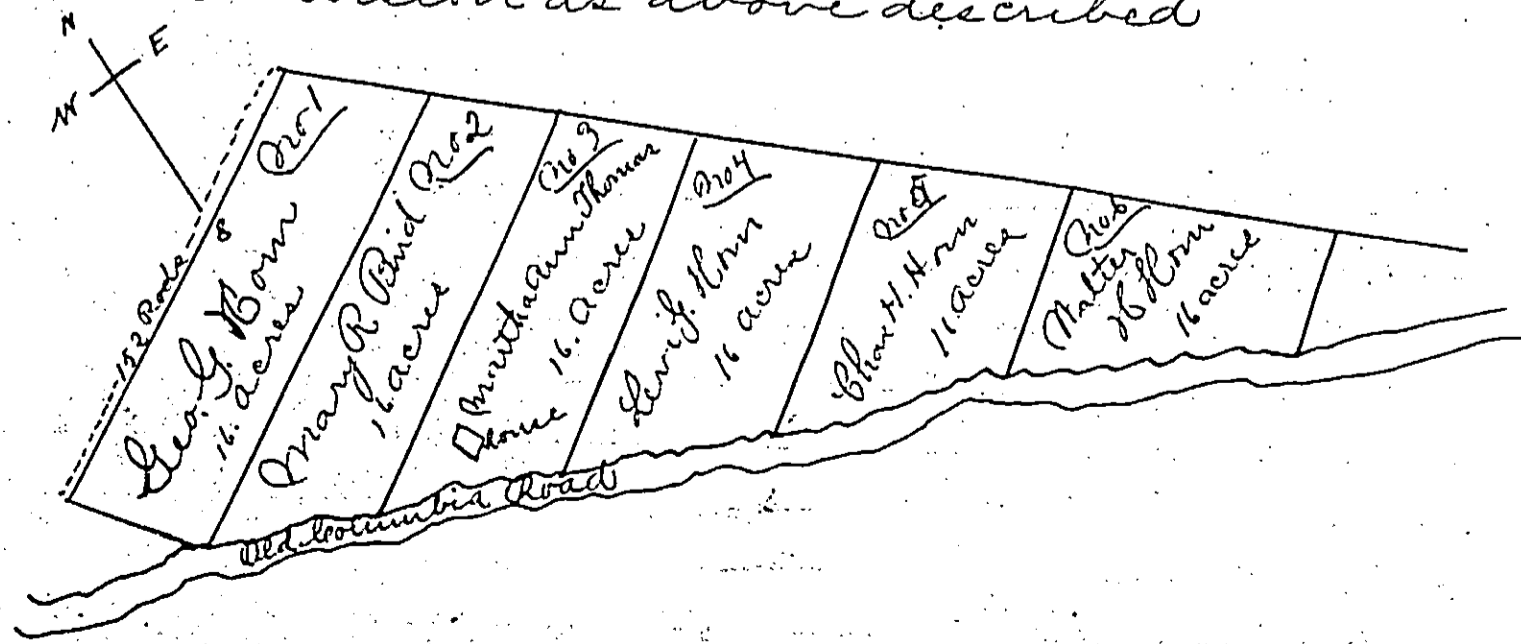 as above described
N
E
W
S
152 Rods
No 1
Geo. G. Horn
16. acres
No. 2
Mary R Bird
16 acres
No 3
Martha Ann Thomas
House 16. acres
No 4
Levi J. Horn
16 acres
No 5
Chas H. Horn
16 acres
No. 6
Walter
H Horn
16 acres
Old Columbia Road